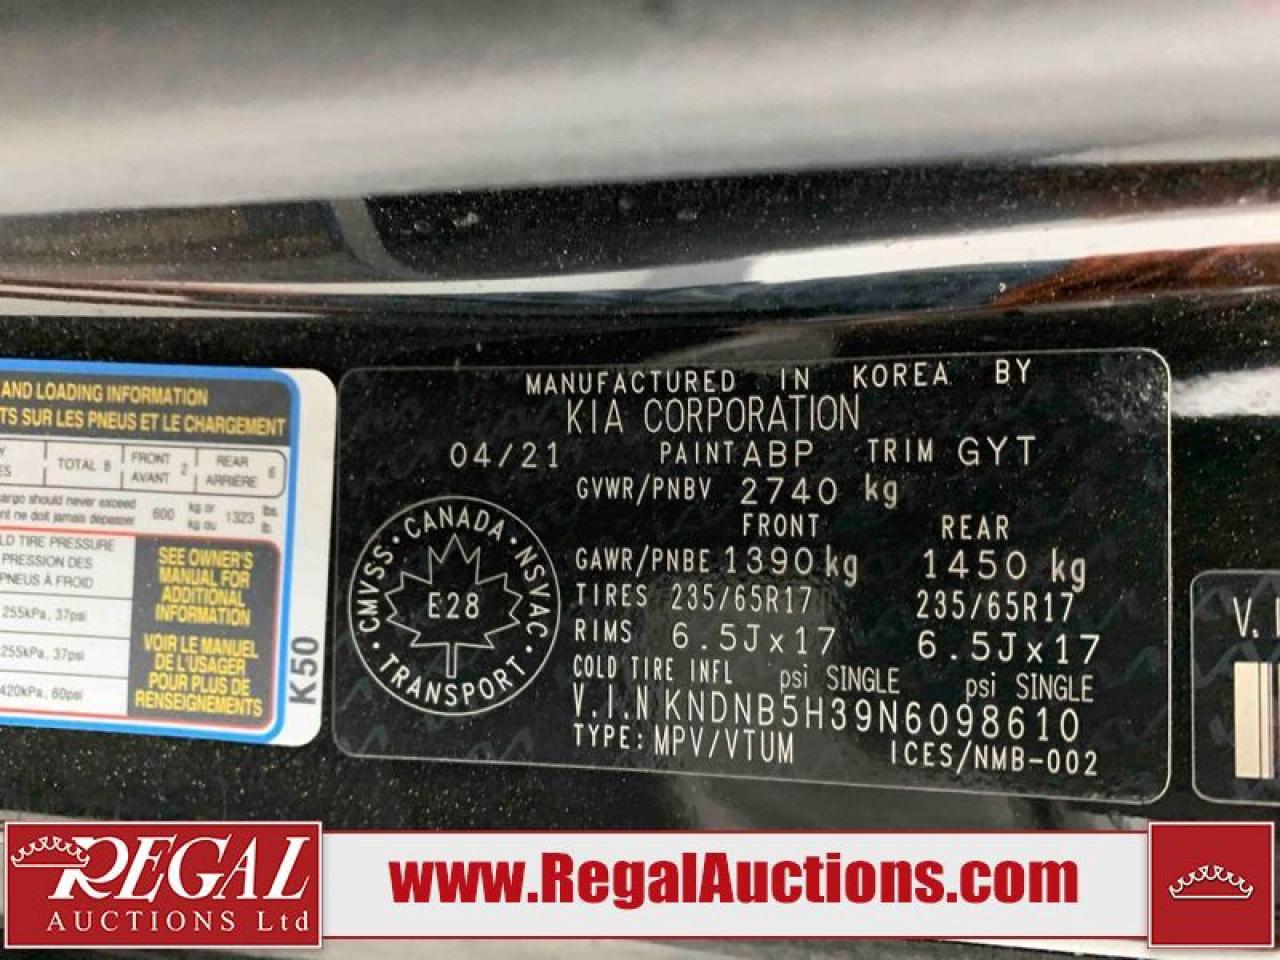 AND LOADING INFORMATION
TS SUR LES PNEUS ET LE CHARGEMENT
TOTAL 8 FRONT AVANT 2 REAR ARRIÈRE 6
cargo should never exceed
nt ne doit jamais dépasser 600 kg or kg ou 1323 lbs. lb.
LD TIRE PRESSURE
PRESSION DES
PNEUS À FROID
255kPa, 37psi
255kPa, 37psi
420kPa, 60psi
SEE OWNER'S
MANUAL FOR
ADDITIONAL
INFORMATION
VOIR LE MANUEL
DE L'USAGER
POUR PLUS DE
RENSEIGNEMENTS
K50
MANUFACTURED IN KOREA BY
KIA CORPORATION
04/21 PAINT ABP TRIM GYT
GVWR/PNBV 2740 kg
FRONT REAR
GAWR/PNBE 1390 kg 1450 kg
TIRES 235/65R17 235/65R17
RIMS 6.5Jx17 6.5Jx17
COLD TIRE INFL psi SINGLE psi SINGLE
V.I.N KNDNB5H39N6098610
TYPE: MPV/VTUM ICES/NMB-002
CANADA · NSVAC · TRANSPORT · CMVSS ·
E28
V.
REGAL
AUCTIONS Ltd
www.RegalAuctions.com